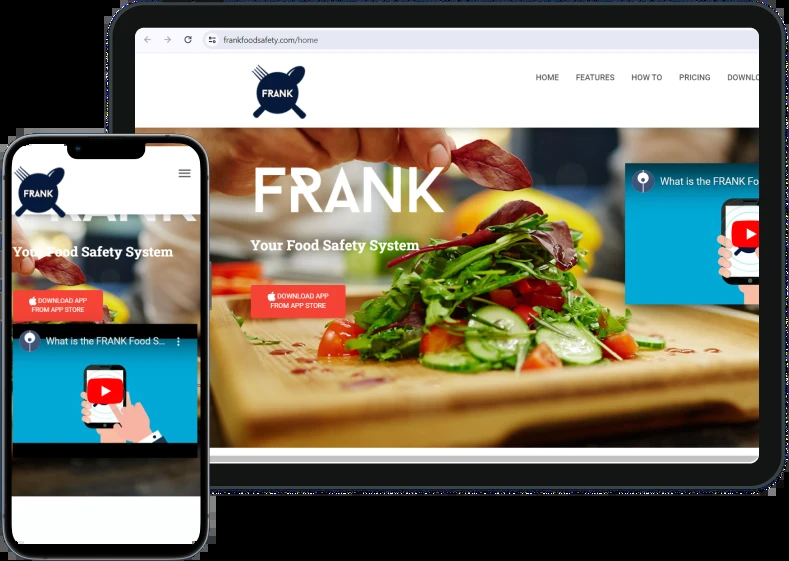 frankfoodsafety.com/home
FRANK
HOME FEATURES HOW TO PRICING DOWNLO
FRANK
Your Food Safety System
DOWNLOAD APP
FROM APP STORE
What is the FRANK Fo
FRANK
FRANK
Your Food Safety System
DOWNLOAD APP
FROM APP STORE
What is the FRANK Food S...